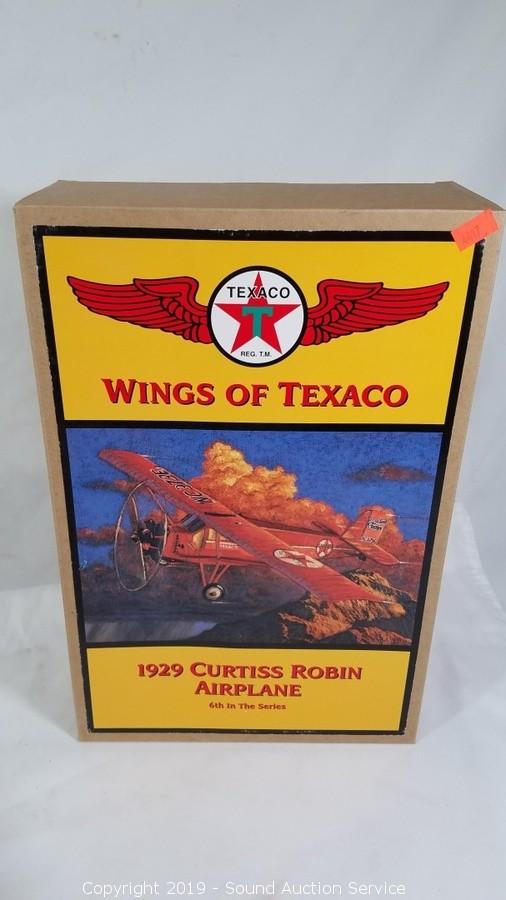 TEXACO
T
REG. T.M.
WINGS OF TEXACO
1929 CURTISS ROBIN
AIRPLANE
6th In The Series
Copyright 2019 - Sound Auction Service